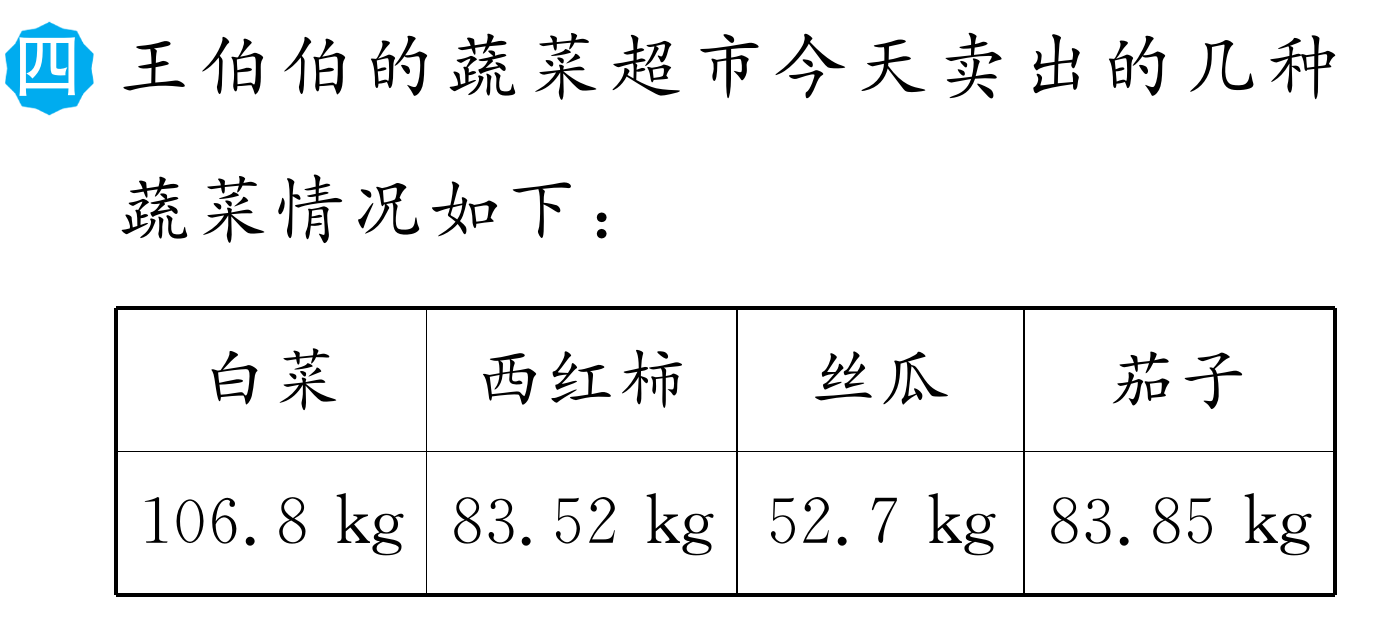 四 王伯伯的蔬菜超市今天卖出的几种
蔬菜情况如下：
白菜 西红柿 丝瓜 茄子
106.8 kg 83.52 kg 52.7 kg 83.85 kg